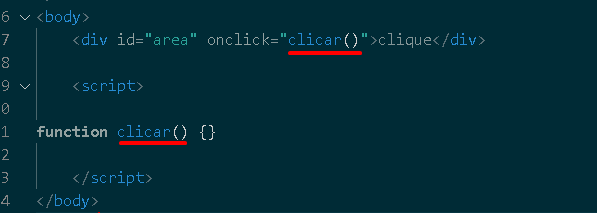 6 <body>
7 <div id="area" onclick="clicar()">clique</div>
8
9 <script>
0
1 function clicar() {}
2
3 </script>
4 </body>